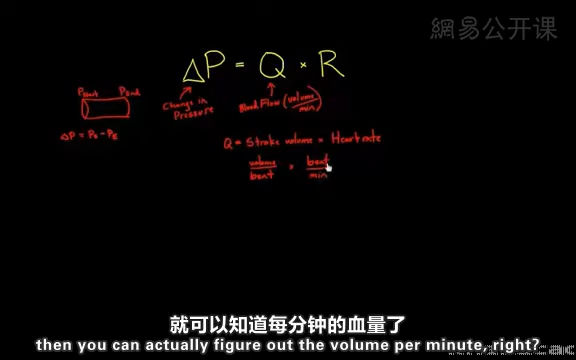 網易公开课
ΔP = Q × R
Pstart PEnd
Change in Pressure
Blood Flow (volume/min)
ΔP = Ps - PE
Q = Stroke volume × Heart rate
volume/beat × beat/min
就可以知道每分钟的血量了
then you can actually figure out the volume per minute, right?